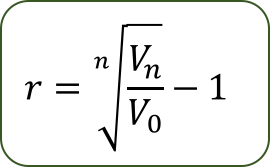 r = ⁿ√(Vₙ/V₀) − 1